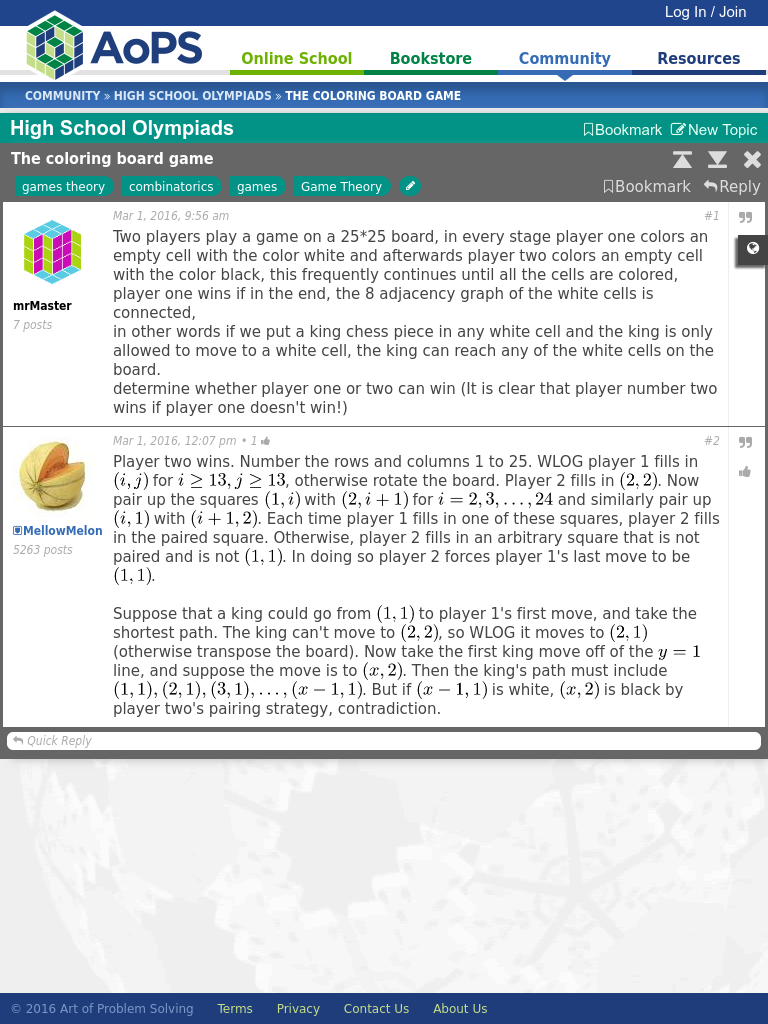 Log In / Join
AoPS
Online School
Bookstore
Community
Resources
COMMUNITY » HIGH SCHOOL OLYMPIADS » THE COLORING BOARD GAME
High School Olympiads
Bookmark New Topic
The coloring board game
games theory combinatorics games Game Theory
Bookmark Reply
Mar 1, 2016, 9:56 am #1
Two players play a game on a 25*25 board, in every stage player one colors an
empty cell with the color white and afterwards player two colors an empty cell
with the color black, this frequently continues until all the cells are colored,
player one wins if in the end, the 8 adjacency graph of the white cells is
connected,
in other words if we put a king chess piece in any white cell and the king is only
allowed to move to a white cell, the king can reach any of the white cells on the
board.
determine whether player one or two can win (It is clear that player number two
wins if player one doesn't win!)
mrMaster
7 posts
Mar 1, 2016, 12:07 pm • 1 #2
Player two wins. Number the rows and columns 1 to 25. WLOG player 1 fills in
(i, j) for i ≥ 13, j ≥ 13, otherwise rotate the board. Player 2 fills in (2, 2). Now
pair up the squares (1, i) with (2, i + 1) for i = 2, 3, . . . , 24 and similarly pair up
(i, 1) with (i + 1, 2). Each time player 1 fills in one of these squares, player 2 fills
in the paired square. Otherwise, player 2 fills in an arbitrary square that is not
paired and is not (1, 1). In doing so player 2 forces player 1's last move to be
(1, 1).
Suppose that a king could go from (1, 1) to player 1's first move, and take the
shortest path. The king can't move to (2, 2), so WLOG it moves to (2, 1)
(otherwise transpose the board). Now take the first king move off of the y = 1
line, and suppose the move is to (x, 2). Then the king's path must include
(1, 1), (2, 1), (3, 1), . . . , (x − 1, 1). But if (x − 1, 1) is white, (x, 2) is black by
player two's pairing strategy, contradiction.
MellowMelon
5263 posts
Quick Reply
© 2016 Art of Problem Solving Terms Privacy Contact Us About Us